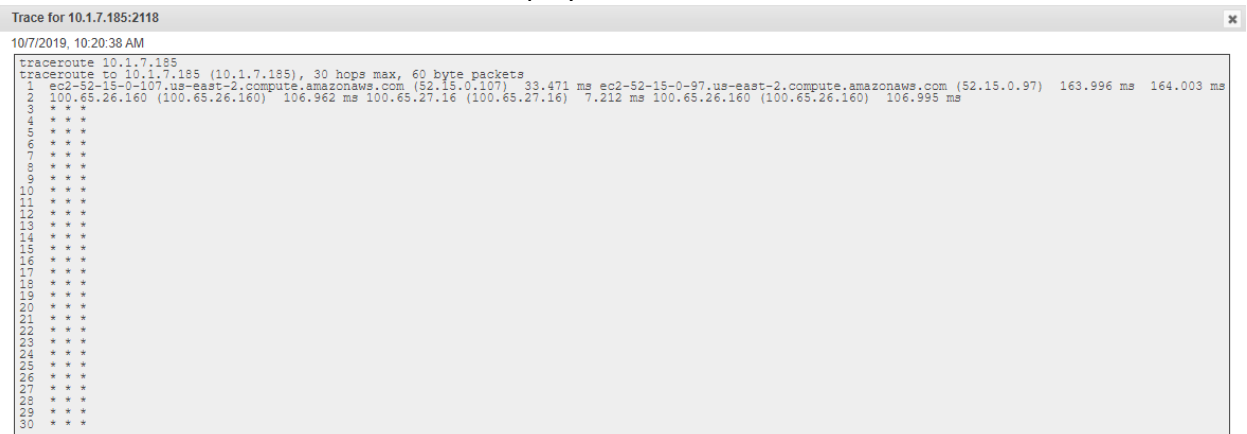 Trace for 10.1.7.185:2118
10/7/2019, 10:20:38 AM
traceroute 10.1.7.185
traceroute to 10.1.7.185 (10.1.7.185), 30 hops max, 60 byte packets
1 ec2-52-15-0-107.us-east-2.compute.amazonaws.com (52.15.0.107) 33.471 ms ec2-52-15-0-97.us-east-2.compute.amazonaws.com (52.15.0.97) 163.996 ms 164.003 ms
2 100.65.26.160 (100.65.26.160) 106.962 ms 100.65.27.16 (100.65.27.16) 7.212 ms 100.65.26.160 (100.65.26.160) 106.995 ms
3 * * *
4 * * *
5 * * *
6 * * *
7 * * *
8 * * *
9 * * *
10 * * *
11 * * *
12 * * *
13 * * *
14 * * *
15 * * *
16 * * *
17 * * *
18 * * *
19 * * *
20 * * *
21 * * *
22 * * *
23 * * *
24 * * *
25 * * *
26 * * *
27 * * *
28 * * *
29 * * *
30 * * *